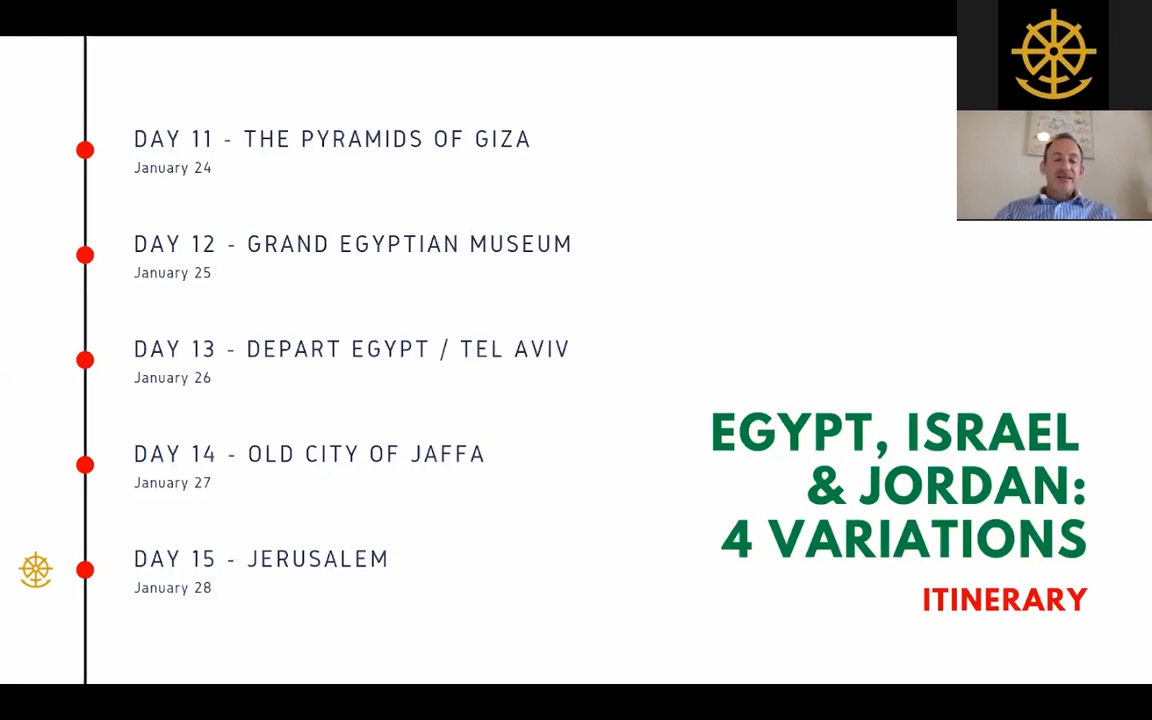 DAY 11 - THE PYRAMIDS OF GIZA
January 24
DAY 12 - GRAND EGYPTIAN MUSEUM
January 25
DAY 13 - DEPART EGYPT / TEL AVIV
January 26
DAY 14 - OLD CITY OF JAFFA
January 27
DAY 15 - JERUSALEM
January 28
EGYPT, ISRAEL
& JORDAN:
4 VARIATIONS
ITINERARY